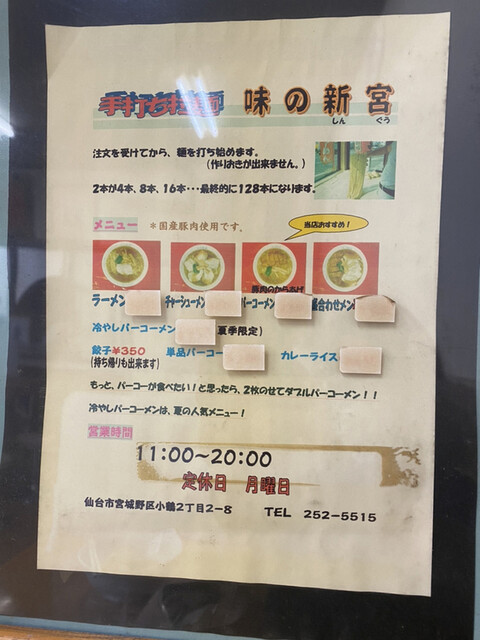 手打ち拉麺 味の新宮
しん ぐう
注文を受けてから、麺を打ち始めます。
(作りおきが出来ません。)
2本が4本、8本、16本・・・最終的に128本になります。
メニュー *国産豚肉使用です。 当店おすすめ!
豚肉のからあげ
ラーメン チャーシューメン パーコーメン 盛合わせメン
冷やしパーコーメン 夏季限定)
餃子¥350 単品パーコー カレーライス
(持ち帰りも出来ます)
もっと、パーコーが食べたい!と思ったら、2枚のせてダブルパーコーメン!!
冷やしパーコーメンは、夏の人気メニュー!
営業時間
11:00~20:00
定休日 月曜日
仙台市宮城野区小鶴2丁目2-8 TEL 252-5515